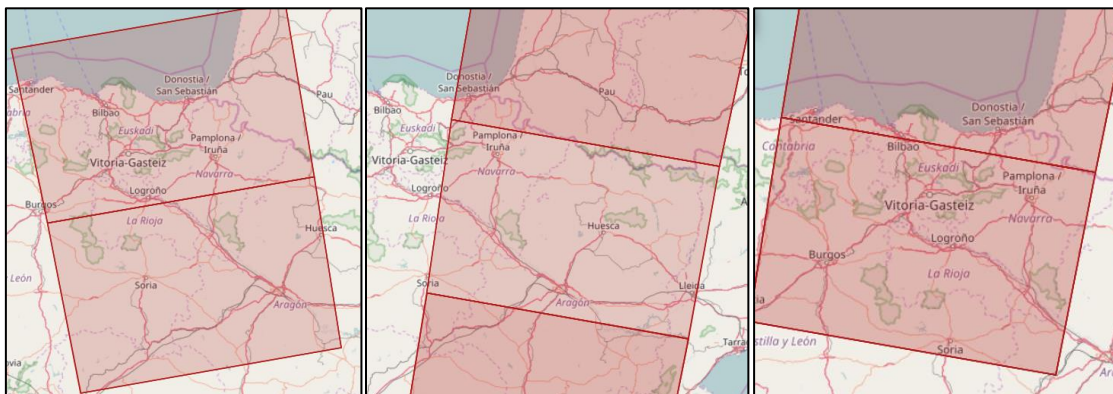 Santander
Cantabria
Bilbao
Donostia /
San Sebastián
Pau
Euskadi
Vitoria-Gasteiz
Pamplona /
Iruña
Navarra
Logroño
Burgos
La Rioja
Huesca
León
Soria
Aragón
Donostia /
San Sebastián
Bilbao
Pau
Euskadi
Pamplona /
Iruña
Vitoria-Gasteiz
Navarra
Logroño
La Rioja
Huesca
Soria
Lleida
Aragón
Tarra
Santander
Bilbao
Donostia /
San Sebastián
Cantabria
Euskadi
Pamplona /
Iruña
Vitoria-Gasteiz
Navarra
Logroño
Burgos
La Rioja
Soria
stilla y León